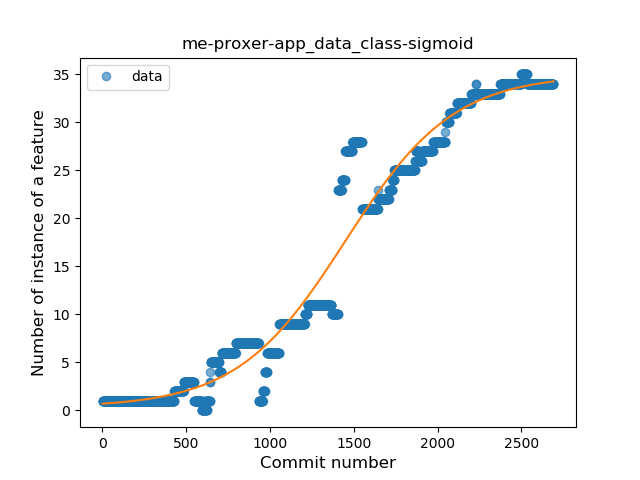 me-proxer-app_data_class-sigmoid
data
Number of instance of a feature
35
30
25
20
15
10
5
0
0 500 1000 1500 2000 2500
Commit number